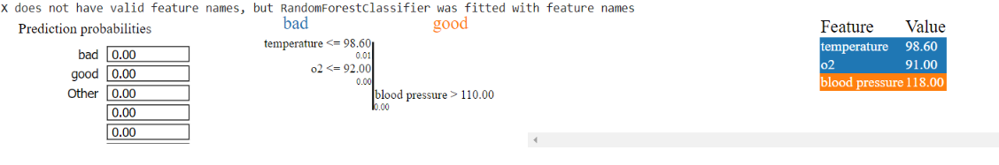 X does not have valid feature names, but RandomForestClassifier was fitted with feature names
Prediction probabilities
bad 0.00
good 0.00
Other 0.00
0.00
0.00
bad good
temperature <= 98.60
0.01
o2 <= 92.00
0.00
blood pressure > 110.00
0.00
Feature Value
temperature 98.60
o2 91.00
blood pressure 118.00